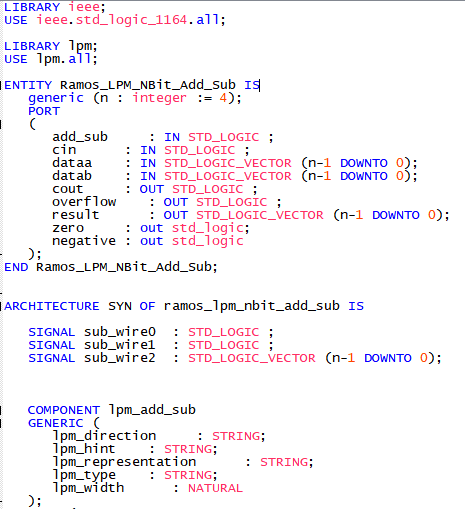 LIBRARY ieee;
USE ieee.std_logic_1164.all;
LIBRARY lpm;
USE lpm.all;
ENTITY Ramos_LPM_NBit_Add_Sub IS
generic (n : integer := 4);
PORT
(
add_sub : IN STD_LOGIC ;
cin : IN STD_LOGIC ;
dataa : IN STD_LOGIC_VECTOR (n-1 DOWNTO 0);
datab : IN STD_LOGIC_VECTOR (n-1 DOWNTO 0);
cout : OUT STD_LOGIC ;
overflow : OUT STD_LOGIC ;
result : OUT STD_LOGIC_VECTOR (n-1 DOWNTO 0);
zero : out std_logic;
negative : out std_logic
);
END Ramos_LPM_NBit_Add_Sub;
ARCHITECTURE SYN OF ramos_lpm_nbit_add_sub IS
SIGNAL sub_wire0 : STD_LOGIC ;
SIGNAL sub_wire1 : STD_LOGIC ;
SIGNAL sub_wire2 : STD_LOGIC_VECTOR (n-1 DOWNTO 0);
COMPONENT lpm_add_sub
GENERIC (
lpm_direction : STRING;
lpm_hint : STRING;
lpm_representation : STRING;
lpm_type : STRING;
lpm_width : NATURAL
);